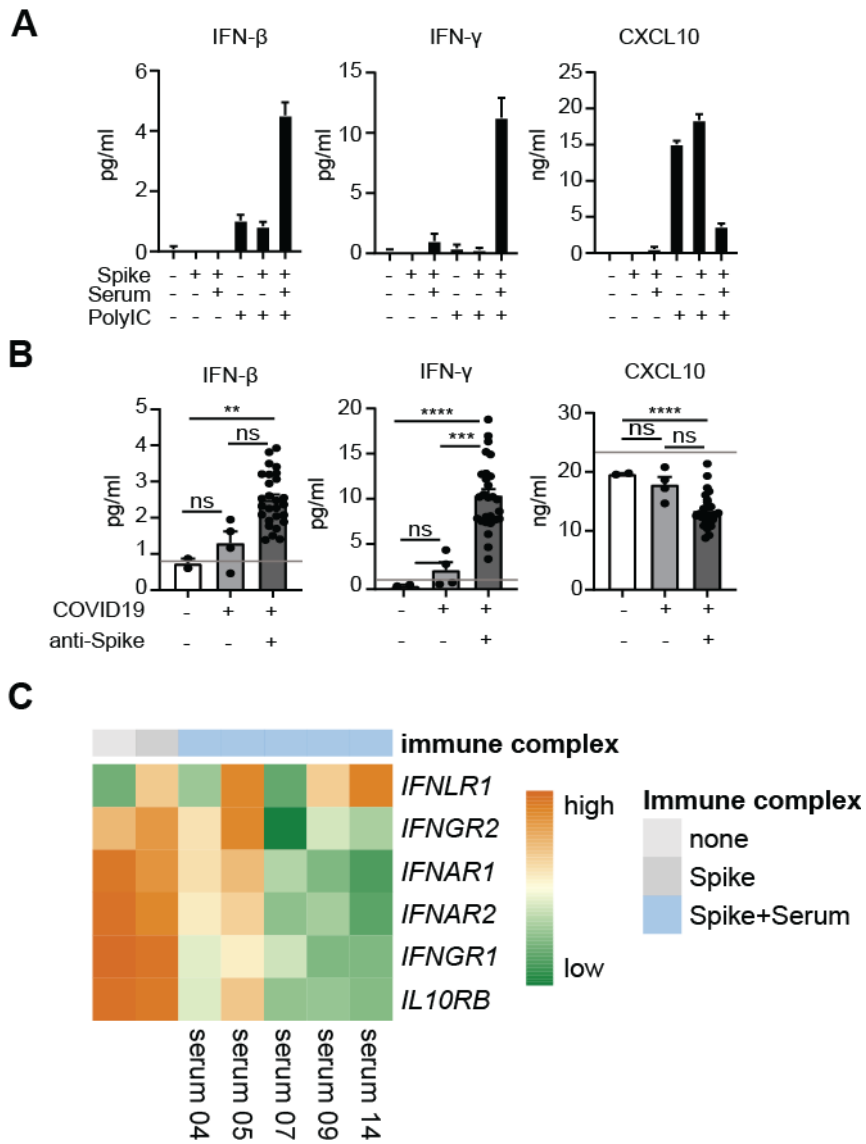 A
IFN-β
IFN-γ
CXCL10
pg/ml
6
4
2
0
pg/ml
15
10
5
0
ng/ml
25
20
15
10
5
0
Spike - + + - + + - + + - + + - + + - + +
Serum - - + - - + - - + - - + - - + - - +
PolyIC - - - + + + - - - + + + - - - + + +
B
IFN-β
IFN-γ
CXCL10
pg/ml
5
4
3
2
1
0
**
ns
ns
pg/ml
20
15
10
5
0
****
***
ns
ng/ml
30
20
10
0
****
ns
ns
COVID19 - + + - + + - + +
anti-Spike - - + - - + - - +
C
immune complex
IFNLR1
IFNGR2
IFNAR1
IFNAR2
IFNGR1
IL10RB
serum 04
serum 05
serum 07
serum 09
serum 14
high
low
Immune complex
none
Spike
Spike+Serum